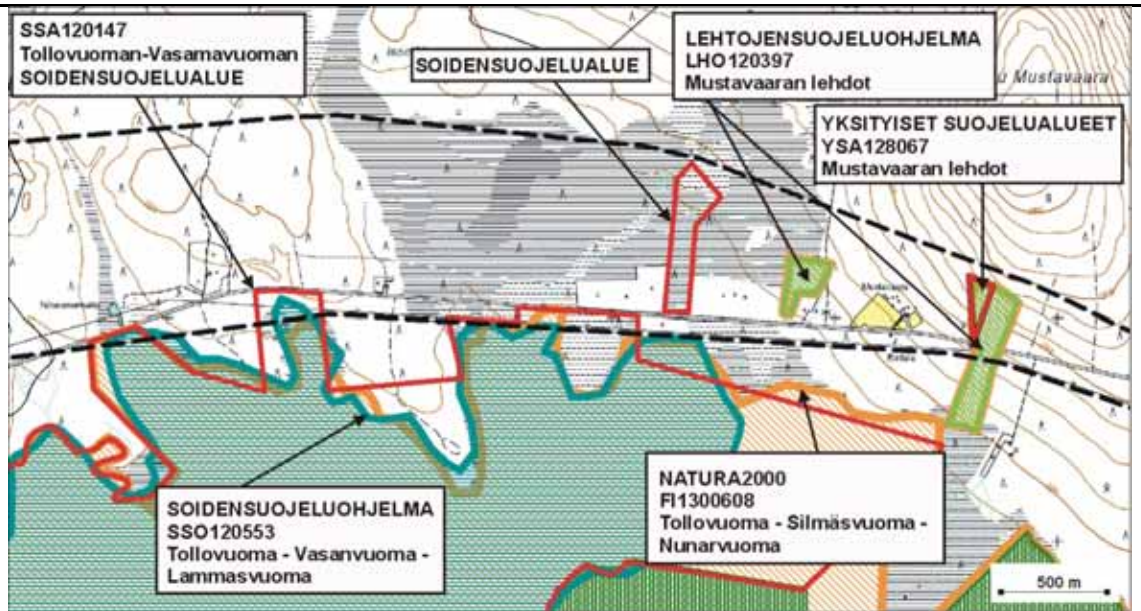 SSA120147
Tollovuoman-Vasamavuoman
SOIDENSUOJELUALUE
SOIDENSUOJELUALUE
LEHTOJENSUOJELUOHJELMA
LHO120397
Mustavaaran lehdot
u Mustavaara
YKSITYISET SUOJELUALUEET
YSA128067
Mustavaaran lehdot
SOIDENSUOJELUOHJELMA
SSO120553
Tollovuoma - Vasanvuoma -
Lammasvuoma
NATURA2000
FI1300608
Tollovuoma - Silmäsvuoma -
Nunarvuoma
500 m